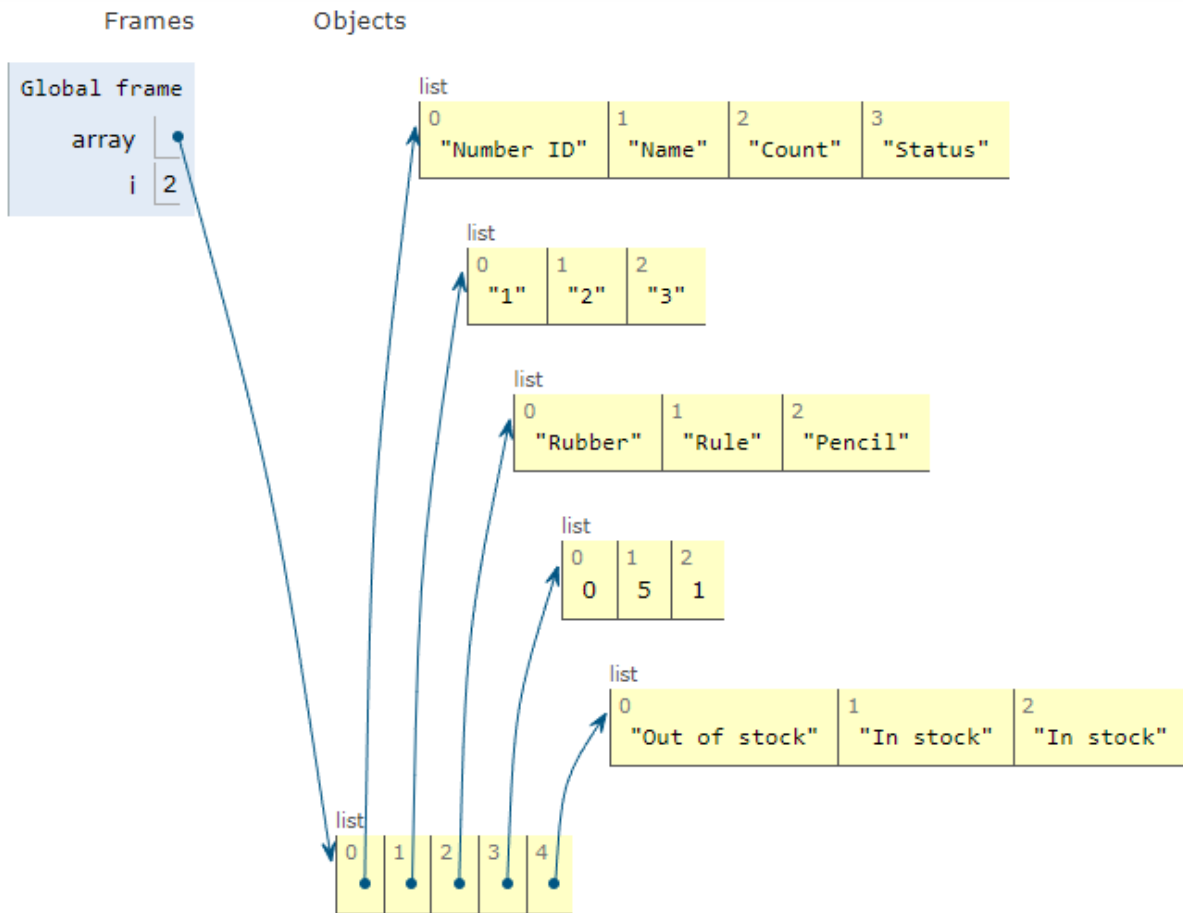 Frames Objects
Global frame
array
i 2
list
0 1 2 3
"Number ID" "Name" "Count" "Status"
list
0 1 2
"1" "2" "3"
list
0 1 2
"Rubber" "Rule" "Pencil"
list
0 1 2
0 5 1
list
0 1 2
"Out of stock" "In stock" "In stock"
list
0 1 2 3 4